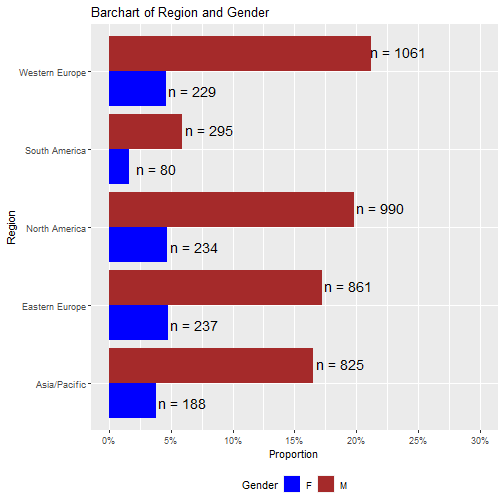 Barchart of Region and Gender
Region
Western Europe
n = 1061
n = 229
South America
n = 295
n = 80
North America
n = 990
n = 234
Eastern Europe
n = 861
n = 237
Asia/Pacific
n = 825
n = 188
0% 5% 10% 15% 20% 25% 30%
Proportion
Gender F M